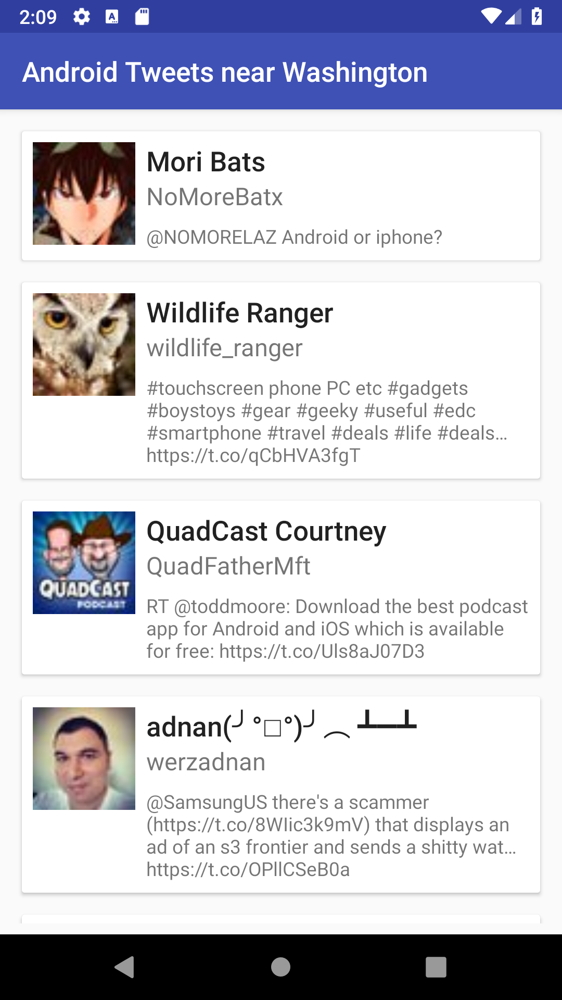 2:09
Android Tweets near Washington
Mori Bats
NoMoreBatx
@NOMORELAZ Android or iphone?
Wildlife Ranger
wildlife_ranger
#touchscreen phone PC etc #gadgets
#boystoys #gear #geeky #useful #edc
#smartphone #travel #deals #life #deals…
https://t.co/qCbHVA3fgT
QUADCAST
PODCAST
QuadCast Courtney
QuadFatherMft
RT @toddmoore: Download the best podcast
app for Android and iOS which is available
for free: https://t.co/Uls8aJ07D3
adnan(╯°□°)╯︵ ┻━┻
werzadnan
@SamsungUS there's a scammer
(https://t.co/8WIic3k9mV) that displays an
ad of an s3 frontier and sends a shitty wat…
https://t.co/OPllCSeB0a